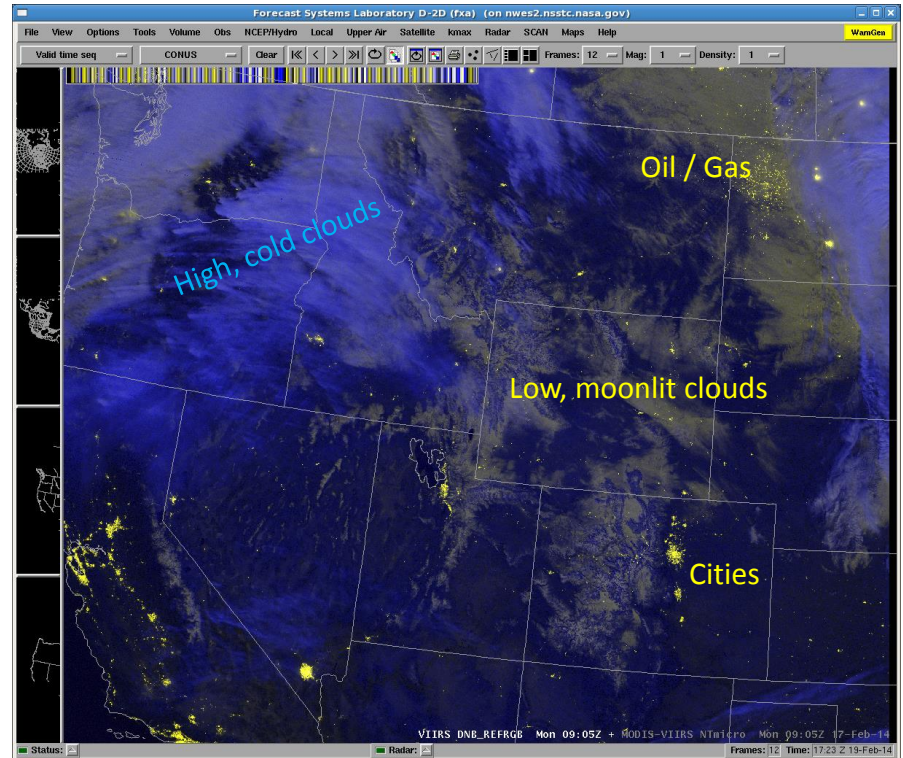 Forecast Systems Laboratory D-2D (fxa) (on nwes2.nsstc.nasa.gov)
File View Options Tools Volume Obs NCEP/Hydro Local Upper Air Satellite kmax Radar SCAN Maps Help WarnGen
Valid time seq CONUS Clear Frames: 12 Mag: 1 Density: 1
Oil / Gas
High, cold clouds
Low, moonlit clouds
Cities
VIIRS DNB_REFRGB Mon 09:05Z + MODIS-VIIRS NTmicro Mon 09:05Z 17-Feb-14
Status: Radar: Frames: 12 Time: 17:23 Z 19-Feb-14